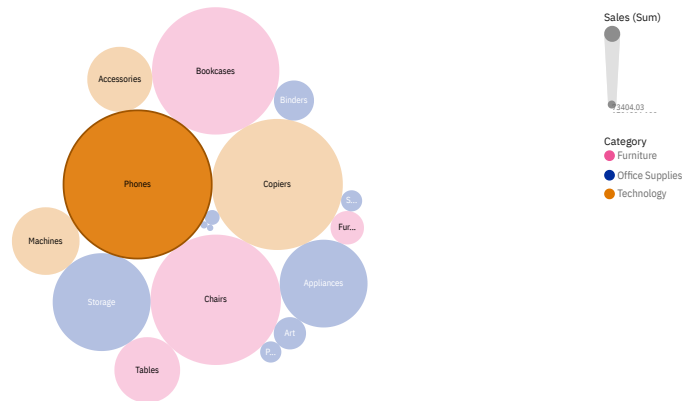 Sales (Sum)
73404.03
Category
Furniture
Office Supplies
Technology
Bookcases
Accessories
Binders
Phones
Copiers
S...
Fur...
Machines
Appliances
Storage
Chairs
Art
P...
Tables